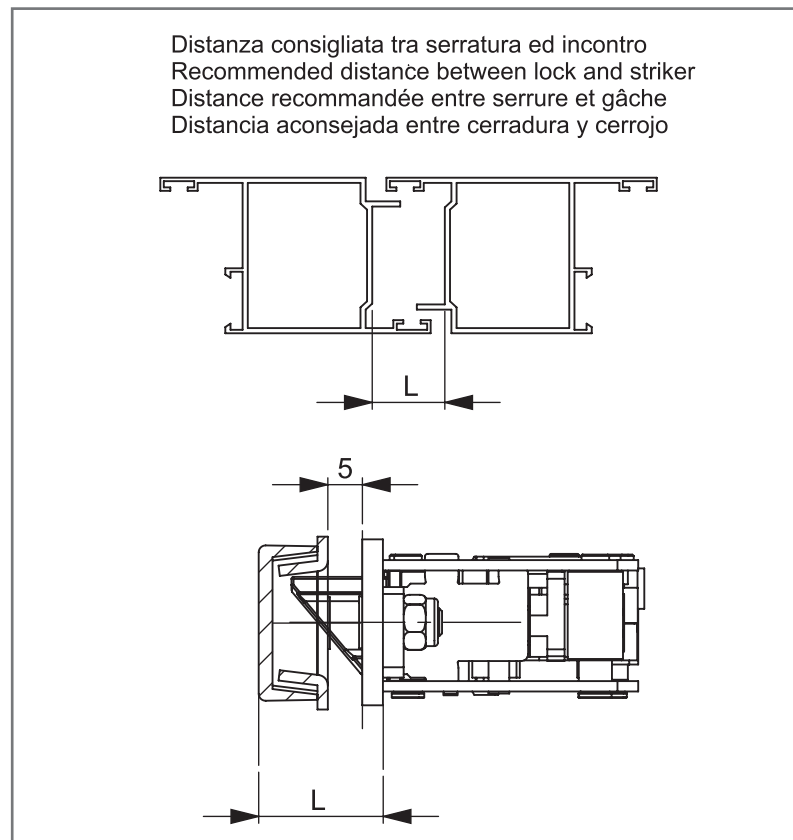 Distanza consigliata tra serratura ed incontro
Recommended distance between lock and striker
Distance recommandée entre serrure et gâche
Distancia aconsejada entre cerradura y cerrojo
L
5
L